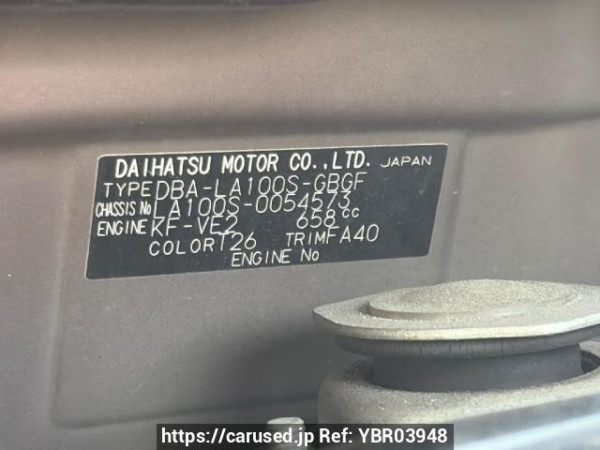 DAIHATSU MOTOR CO.,LTD. JAPAN
TYPE DBA-LA100S-GBGF
CHASSIS No LA100S-0054573
ENGINE KF-VE2 658cc
COLOR T26 TRIM FA40
ENGINE No
https://carused.jp Ref: YBR03948